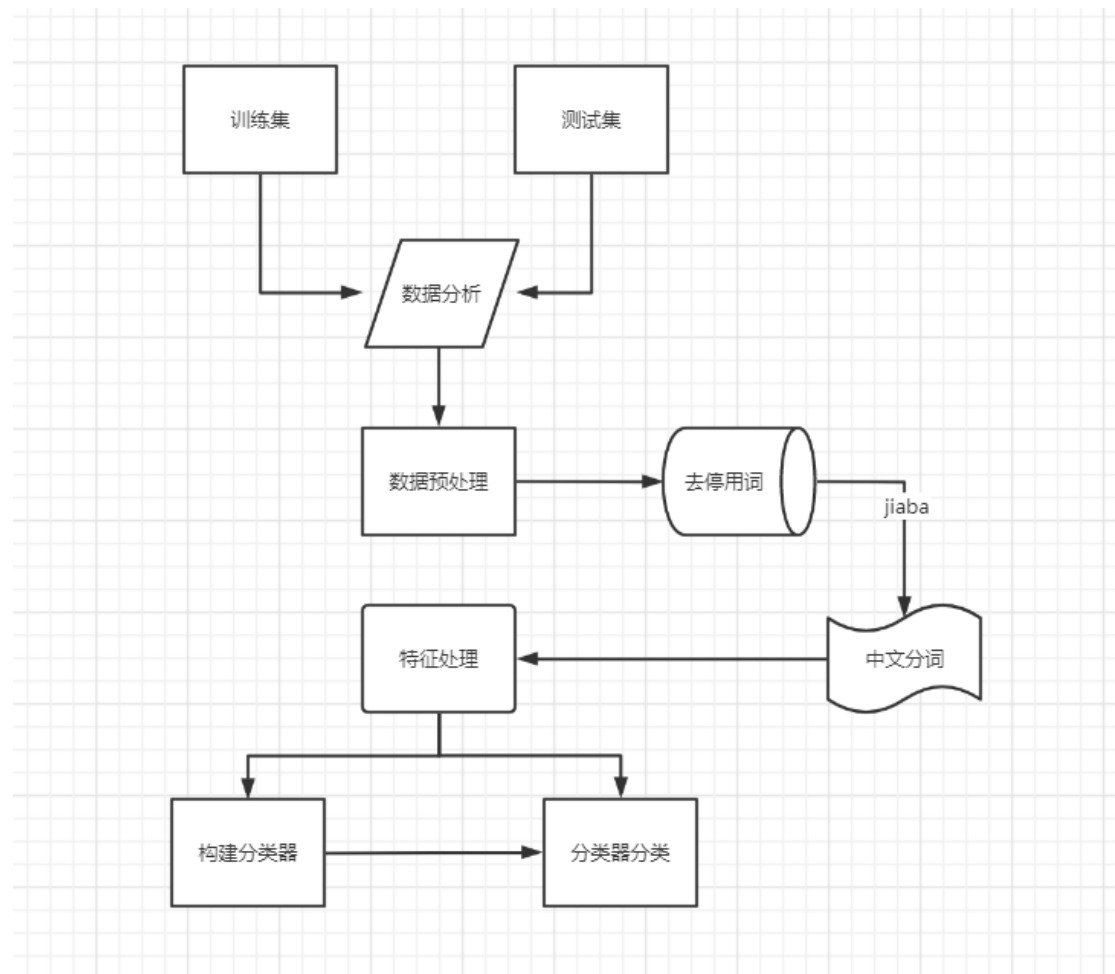 训练集
测试集
数据分析
数据预处理
去停用词
jiaba
中文分词
特征处理
构建分类器
分类器分类